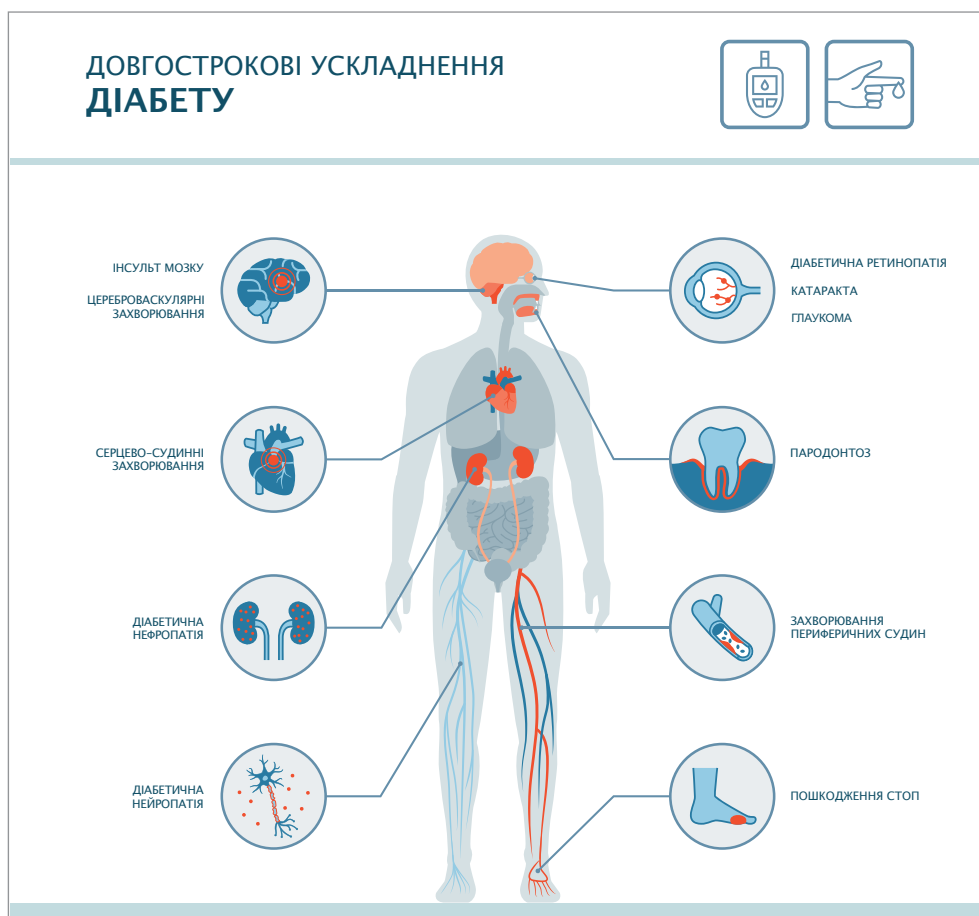 ДОВГОСТРОКОВІ УСКЛАДНЕННЯ
ДІАБЕТУ
ІНСУЛЬТ МОЗКУ
ЦЕРЕБРОВАСКУЛЯРНІ
ЗАХВОРЮВАННЯ
СЕРЦЕВО-СУДИННІ
ЗАХВОРЮВАННЯ
ДІАБЕТИЧНА
НЕФРОПАТІЯ
ДІАБЕТИЧНА
НЕЙРОПАТІЯ
ДІАБЕТИЧНА РЕТИНОПАТІЯ
КАТАРАКТА
ГЛАУКОМА
ПАРОДОНТОЗ
ЗАХВОРЮВАННЯ
ПЕРИФЕРИЧНИХ СУДИН
ПОШКОДЖЕННЯ СТОП